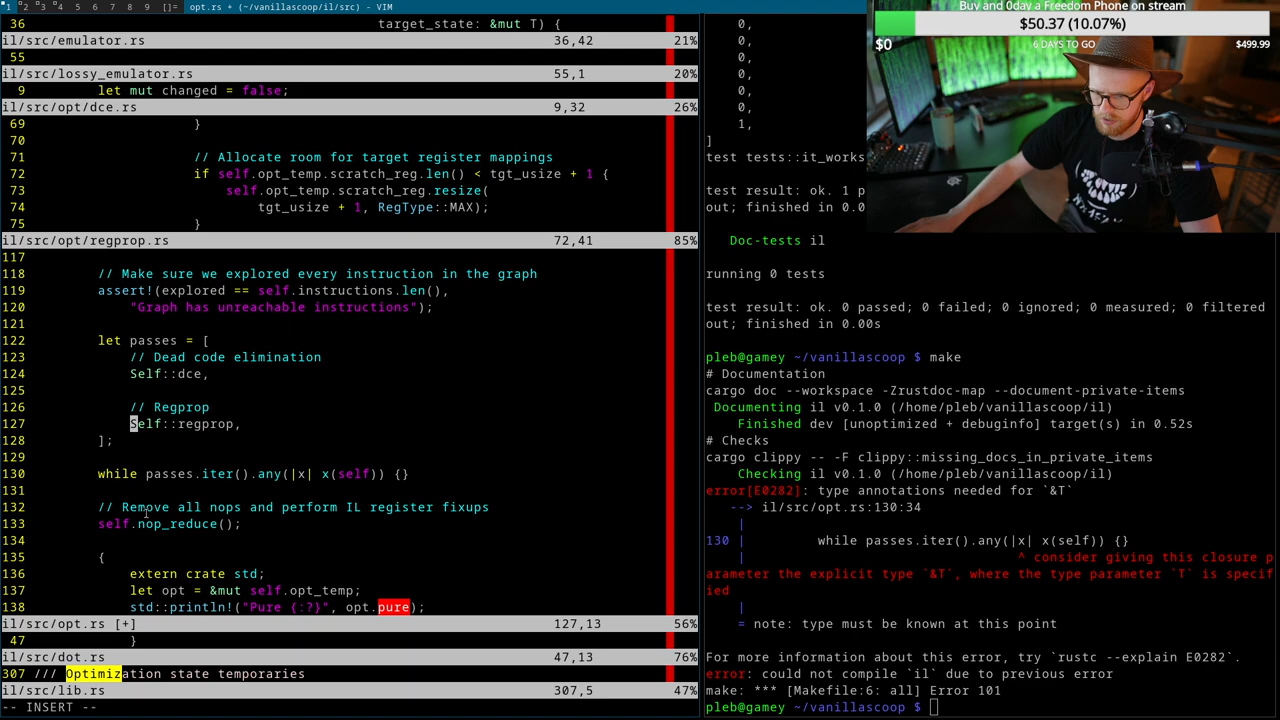 1 2 3 4 5 6 7 8 9 []= opt.rs + (~/vanillascoop/il/src) - VIM
36 target_state: &mut T) {
il/src/emulator.rs 36,42 21%
55
il/src/lossy_emulator.rs 55,1 20%
9 let mut changed = false;
il/src/opt/dce.rs 9,32 26%
69 }
70
71 // Allocate room for target register mappings
72 if self.opt_temp.scratch_reg.len() < tgt_usize + 1 {
73 self.opt_temp.scratch_reg.resize(
74 tgt_usize + 1, RegType::MAX);
75 }
il/src/opt/regprop.rs 72,41 85%
117
118 // Make sure we explored every instruction in the graph
119 assert!(explored == self.instructions.len(),
120 "Graph has unreachable instructions");
121
122 let passes = [
123 // Dead code elimination
124 Self::dce,
125
126 // Regprop
127 Self::regprop,
128 ];
129
130 while passes.iter().any(|x| x(self)) {}
131
132 // Remove all nops and perform IL register fixups
133 self.nop_reduce();
134
135 {
136 extern crate std;
137 let opt = &mut self.opt_temp;
138 std::println!("Pure {:?}", opt.pure);
il/src/opt.rs [+] 127,13 56%
47 }
il/src/dot.rs 47,13 76%
307 /// Optimization state temporaries
il/src/lib.rs 307,5 47%
-- INSERT --
0,
0,
0,
0,
0,
0,
1,
]
test tests::it_works
test result: ok. 1 p
out; finished in 0.0
Doc-tests il
running 0 tests
test result: ok. 0 passed; 0 failed; 0 ignored; 0 measured; 0 filtered
out; finished in 0.00s
pleb@gamey ~/vanillascoop $ make
# Documentation
cargo doc --workspace -Zrustdoc-map --document-private-items
Documenting il v0.1.0 (/home/pleb/vanillascoop/il)
Finished dev [unoptimized + debuginfo] target(s) in 0.52s
# Checks
cargo clippy -- -F clippy::missing_docs_in_private_items
Checking il v0.1.0 (/home/pleb/vanillascoop/il)
error[E0282]: type annotations needed for `&T`
--> il/src/opt.rs:130:34
|
130 | while passes.iter().any(|x| x(self)) {}
| ^ consider giving this closure p
arameter the explicit type `&T`, where the type parameter `T` is specif
ied
|
= note: type must be known at this point
For more information about this error, try `rustc --explain E0282`.
error: could not compile `il` due to previous error
make: *** [Makefile:6: all] Error 101
pleb@gamey ~/vanillascoop $
Buy and 0day a Freedom Phone on stream
$50.37 (10.07%)
$0 6 DAYS TO GO $499.99